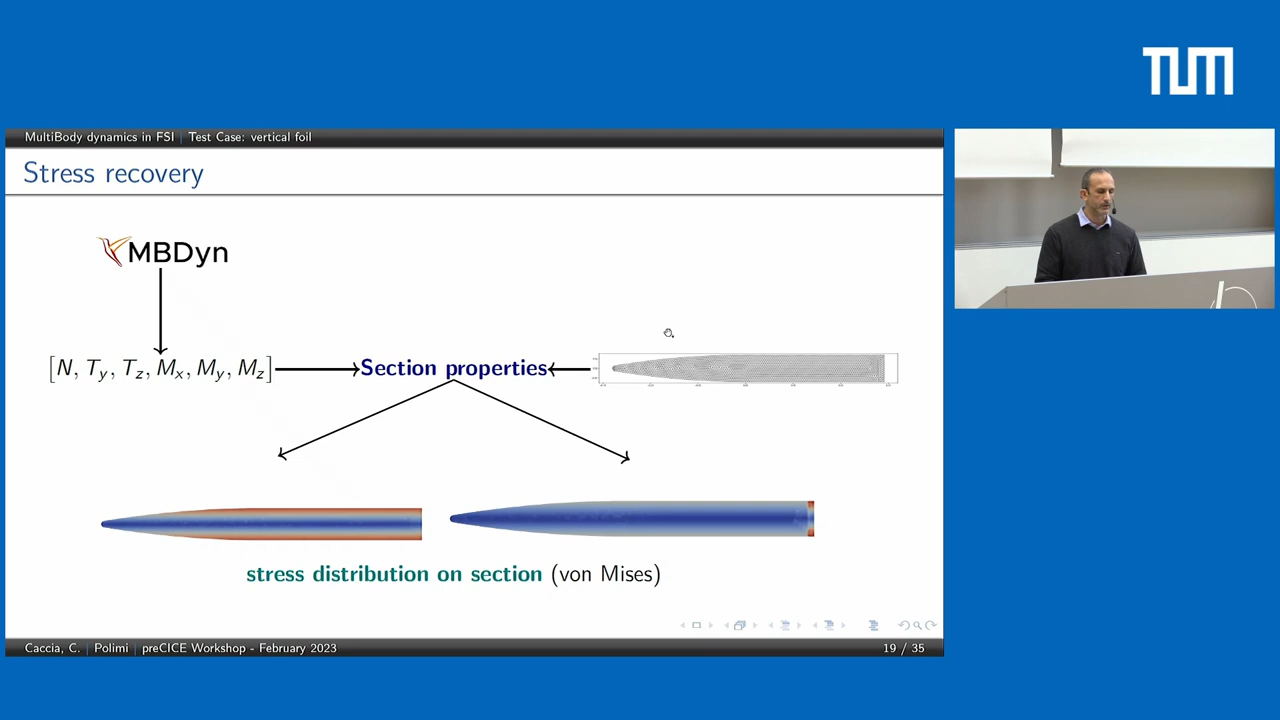 TUM
MultiBody dynamics in FSI | Test Case: vertical foil
Stress recovery
MBDyn
[N, Ty, Tz, Mx, My, Mz]
Section properties
stress distribution on section (von Mises)
Caccia, C. | Polimi | preCICE Workshop - February 2023
19 / 35